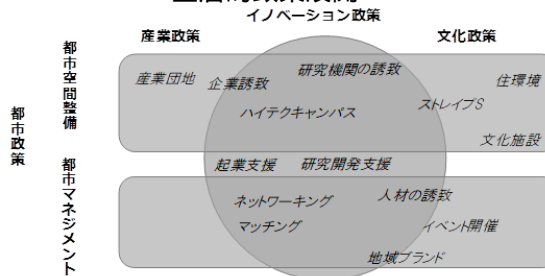 イノベーション政策
産業政策
文化政策
都市政策
都市空間整備
産業団地
企業誘致
研究機関の誘致
住環境
ハイテクキャンパス
ストレイプS
文化施設
起業支援
研究開発支援
都市マネジメント
ネットワーキング
人材の誘致
マッチング
イベント開催
地域ブランド